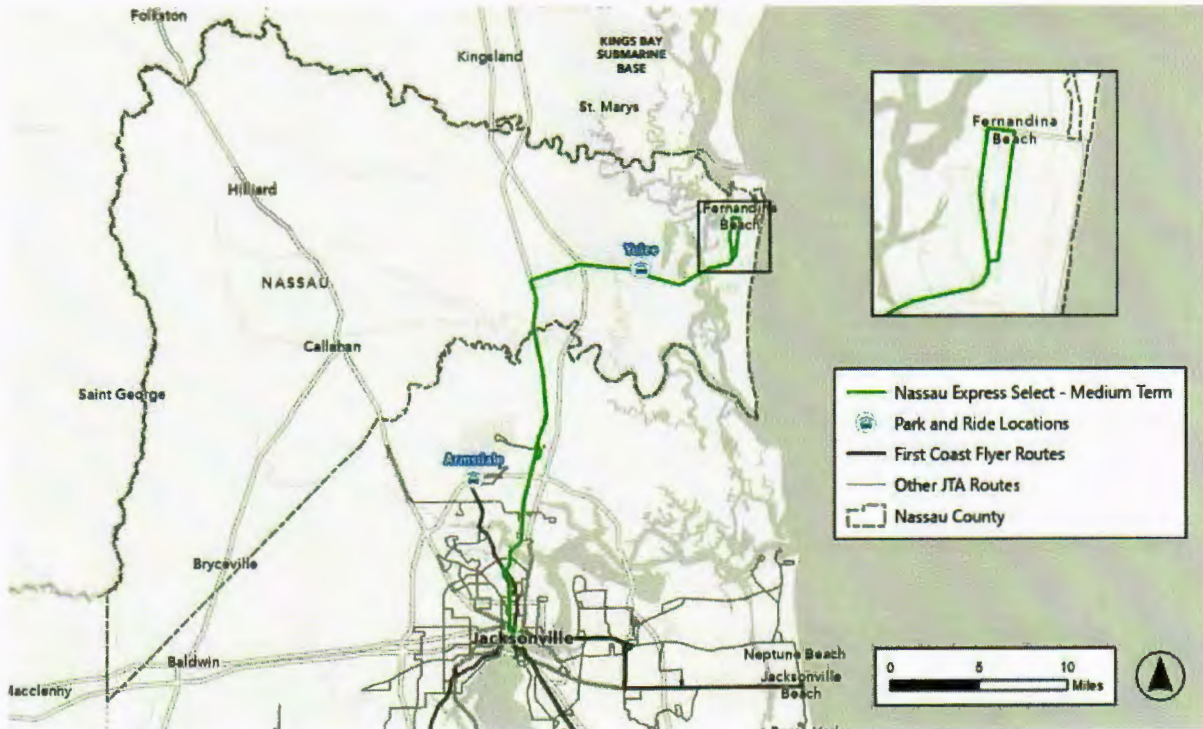 Folkston
Kingsland
KINGS BAY
SUBMARINE
BASE
St. Marys
Hilliard
Fernandina
Beach
Fernandina
Beach
Yulee
NASSAU
Callahan
Saint George
Armsdale
Nassau Express Select - Medium Term
Park and Ride Locations
First Coast Flyer Routes
Other JTA Routes
Nassau County
Bryceville
Jacksonville
Baldwin
Neptune Beach
Jacksonville
Beach
Macclenny
0 5 10
Miles